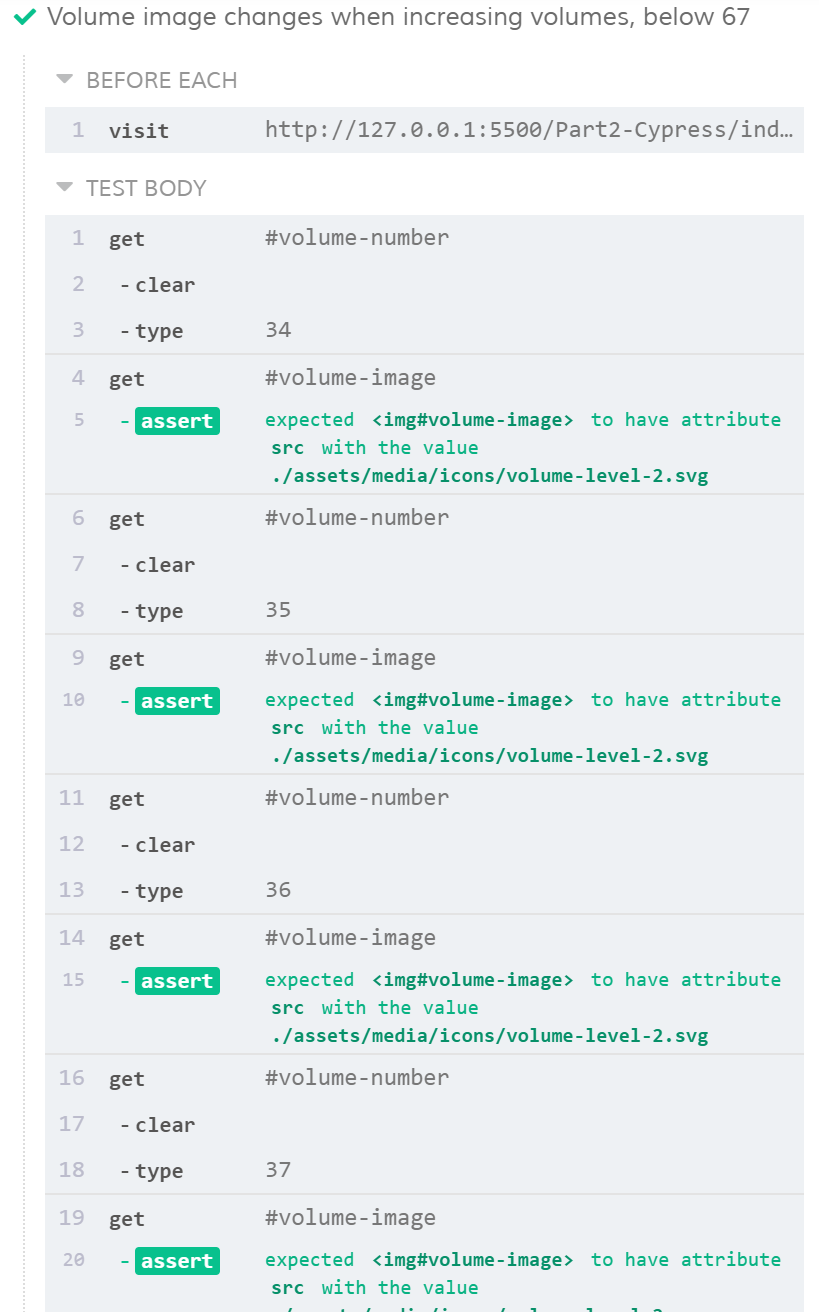 Volume image changes when increasing volumes, below 67
BEFORE EACH
1 visit http://127.0.0.1:5500/Part2-Cypress/ind…
TEST BODY
1 get #volume-number
2 - clear
3 - type 34
4 get #volume-image
5 - assert expected <img#volume-image> to have attribute
src with the value
./assets/media/icons/volume-level-2.svg
6 get #volume-number
7 - clear
8 - type 35
9 get #volume-image
10 - assert expected <img#volume-image> to have attribute
src with the value
./assets/media/icons/volume-level-2.svg
11 get #volume-number
12 - clear
13 - type 36
14 get #volume-image
15 - assert expected <img#volume-image> to have attribute
src with the value
./assets/media/icons/volume-level-2.svg
16 get #volume-number
17 - clear
18 - type 37
19 get #volume-image
20 - assert expected <img#volume-image> to have attribute
src with the value